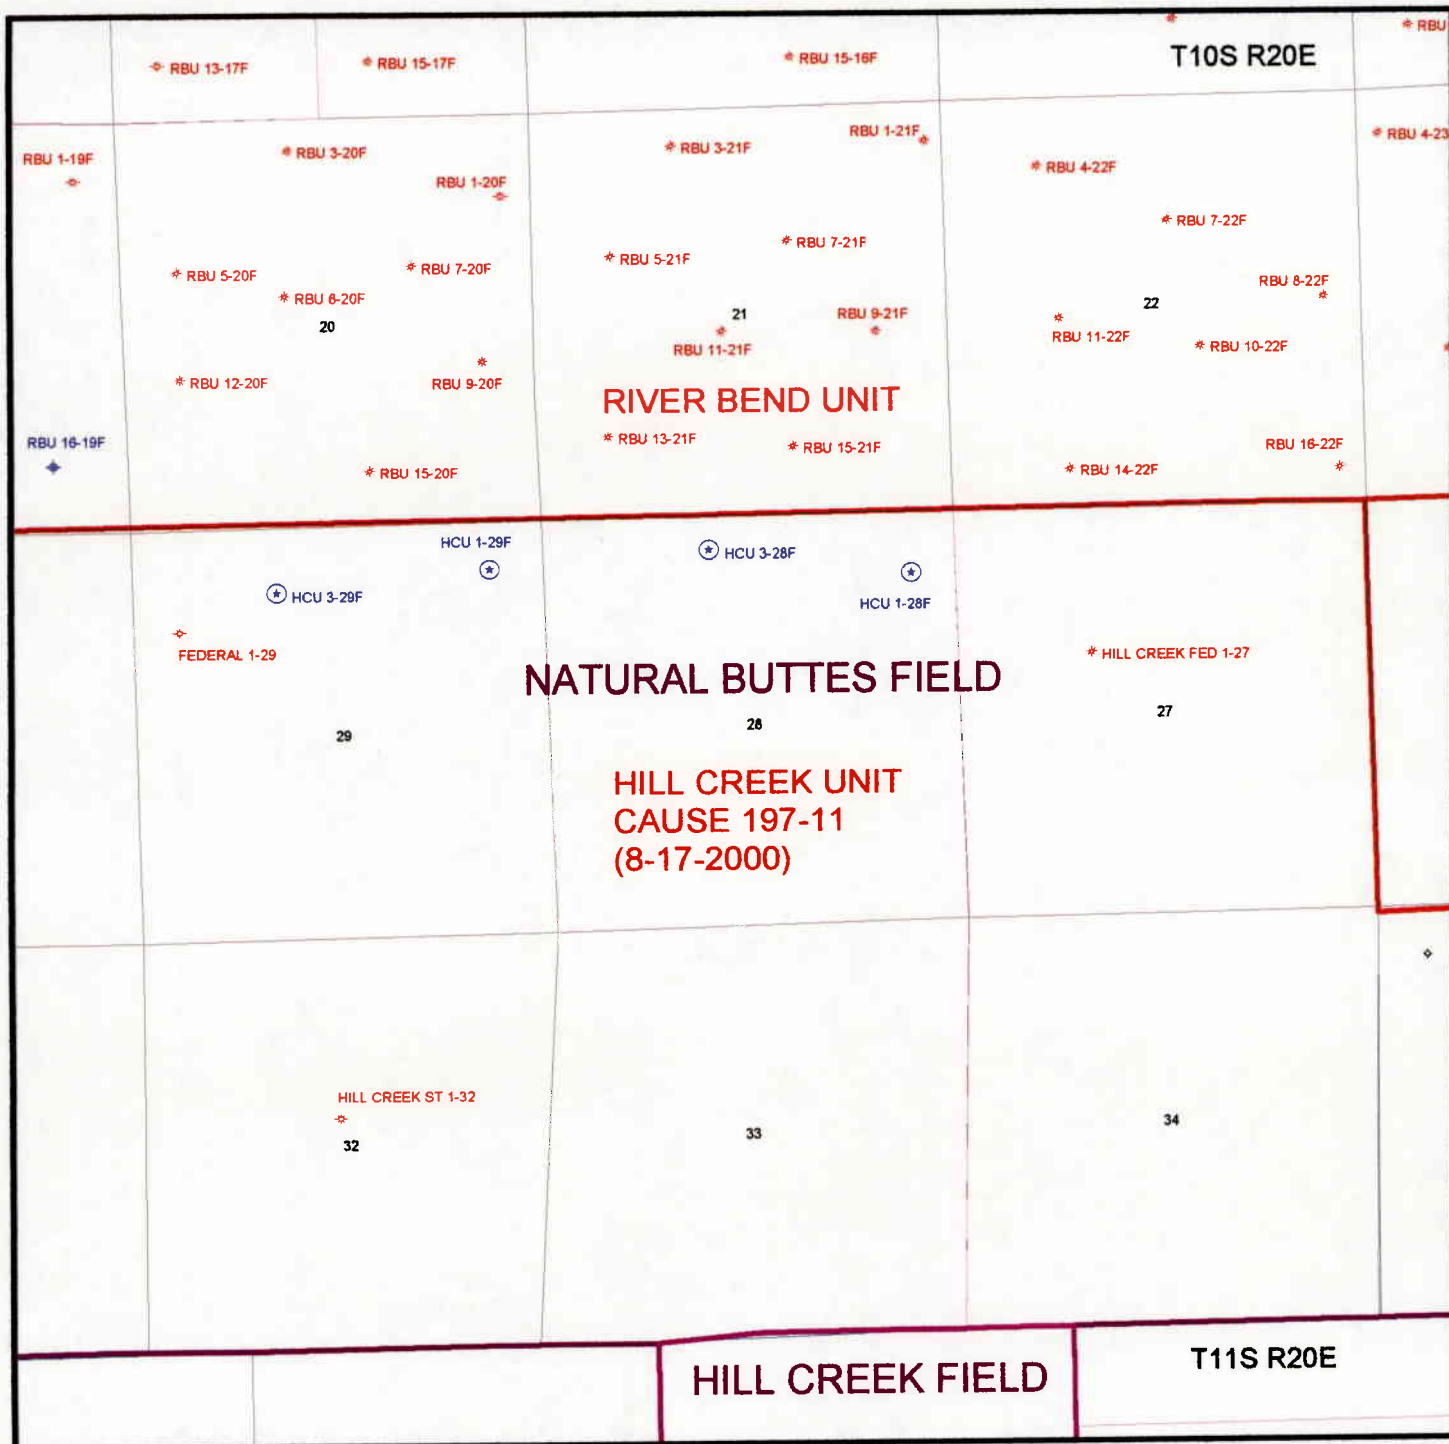 RBU
T10S R20E
RBU 13-17F
RBU 15-17F
RBU 15-16F
RBU 1-19F
RBU 3-20F
RBU 1-20F
RBU 3-21F
RBU 1-21F
RBU 4-22F
RBU 4-23
RBU 7-22F
RBU 5-20F
RBU 6-20F
RBU 7-20F
RBU 5-21F
RBU 7-21F
RBU 8-22F
20
21
22
RBU 9-21F
RBU 11-21F
RBU 11-22F
RBU 10-22F
RBU 12-20F
RBU 9-20F
RIVER BEND UNIT
RBU 16-19F
RBU 15-20F
RBU 13-21F
RBU 15-21F
RBU 14-22F
RBU 16-22F
HCU 1-29F
HCU 3-28F
HCU 3-29F
HCU 1-28F
FEDERAL 1-29
HILL CREEK FED 1-27
NATURAL BUTTES FIELD
29
28
27
HILL CREEK UNIT
CAUSE 197-11
(8-17-2000)
HILL CREEK ST 1-32
32
33
34
HILL CREEK FIELD
T11S R20E